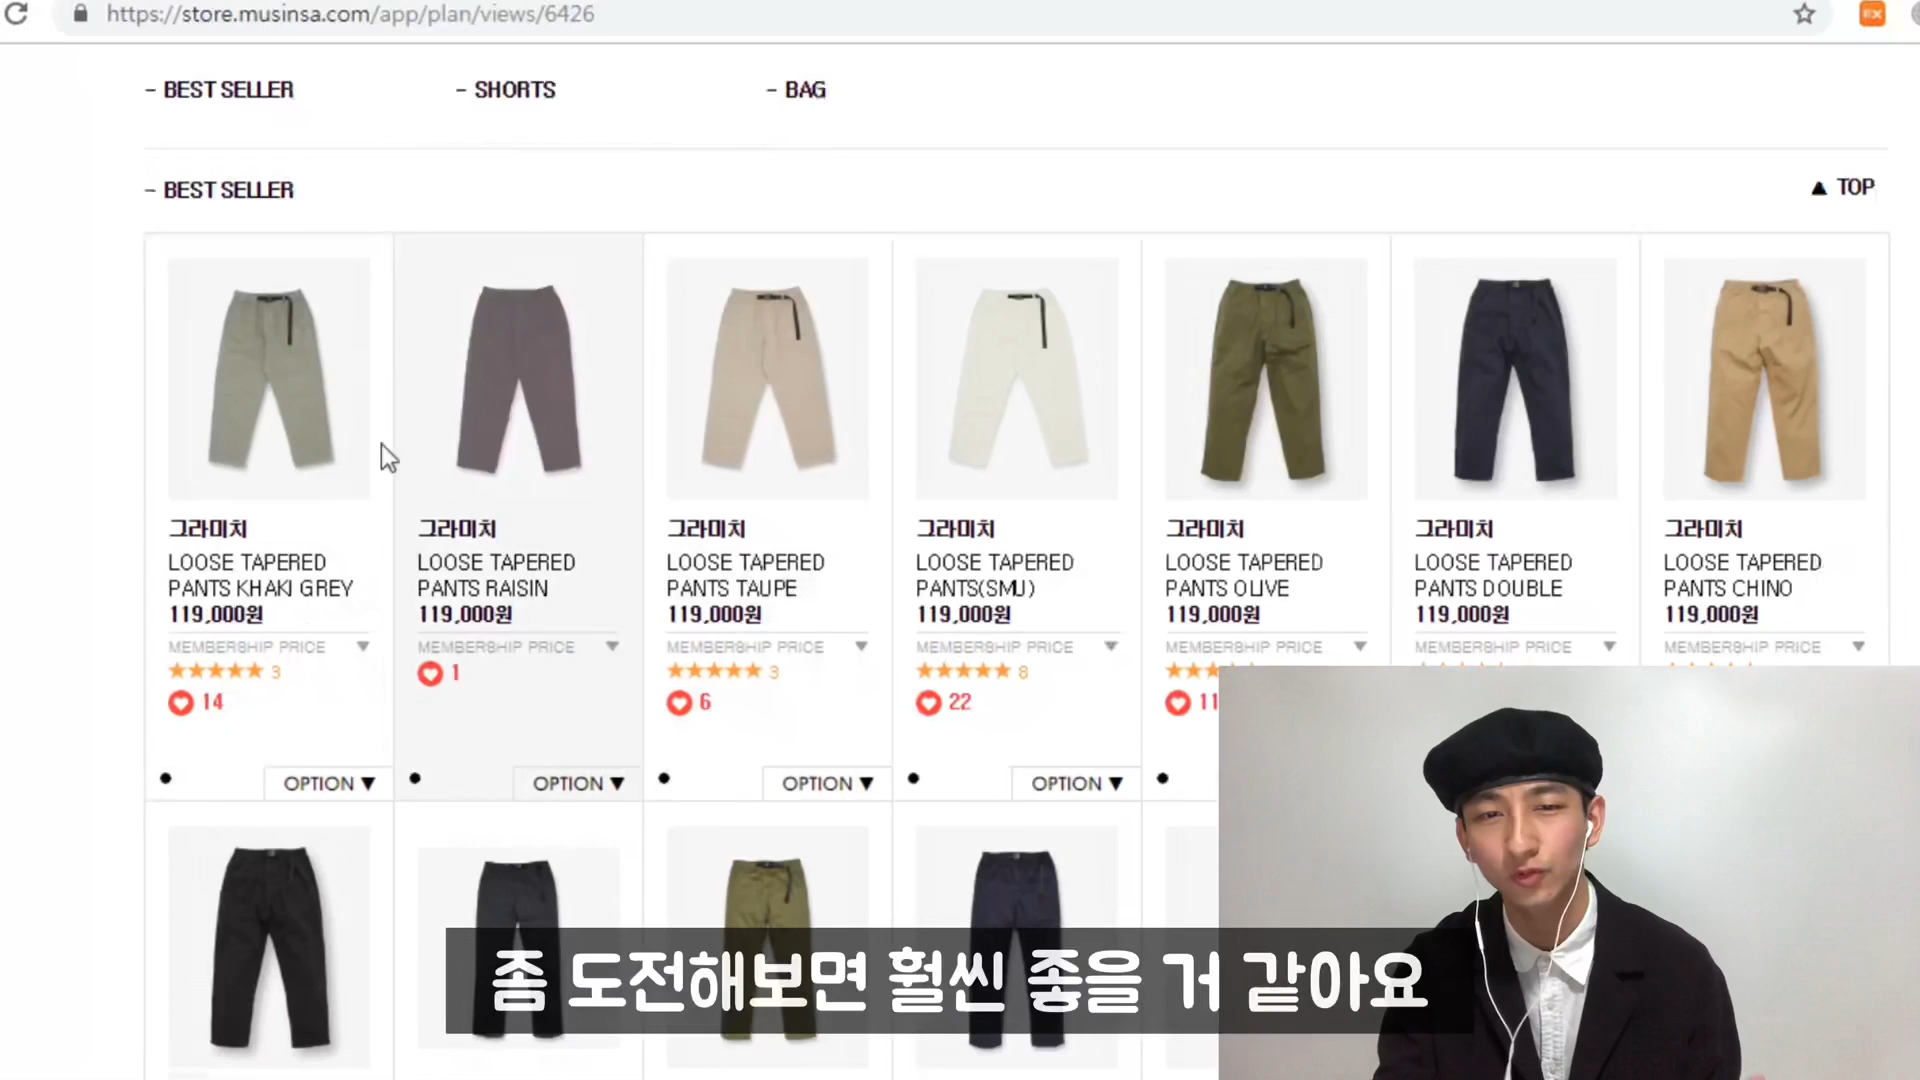 https://store.musinsa.com/app/plan/views/6426
- BEST SELLER
- SHORTS
- BAG
- BEST SELLER
▲ TOP
그라미치
LOOSE TAPERED
PANTS KHAKI GREY
119,000원
MEMBERSHIP PRICE ▼
★★★★★ 3
14
OPTION ▼
그라미치
LOOSE TAPERED
PANTS RAISIN
119,000원
MEMBERSHIP PRICE ▼
1
OPTION ▼
그라미치
LOOSE TAPERED
PANTS TAUPE
119,000원
MEMBERSHIP PRICE ▼
★★★★★ 3
6
OPTION ▼
그라미치
LOOSE TAPERED
PANTS(SMU)
119,000원
MEMBERSHIP PRICE ▼
★★★★★ 8
22
OPTION ▼
그라미치
LOOSE TAPERED
PANTS OLIVE
119,000원
MEMBERSHIP PRICE ▼
11
그라미치
LOOSE TAPERED
PANTS DOUBLE
119,000원
MEMBERSHIP PRICE ▼
그라미치
LOOSE TAPERED
PANTS CHINO
119,000원
MEMBERSHIP PRICE ▼
좀 도전해보면 훨씬 좋을 거 같아요